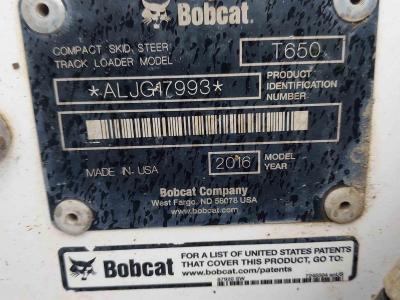 Bobcat.
COMPACT SKID STEER
TRACK LOADER MODEL
T650
*ALJG17993*
PRODUCT
IDENTIFICATION
NUMBER
MADE IN USA
2016
MODEL
YEAR
Bobcat Company
West Fargo, ND 58078 USA
www.bobcat.com
Bobcat
FOR A LIST OF UNITED STATES PATENTS
THAT COVER THIS PRODUCT, GO TO:
www.bobcat.com/patents